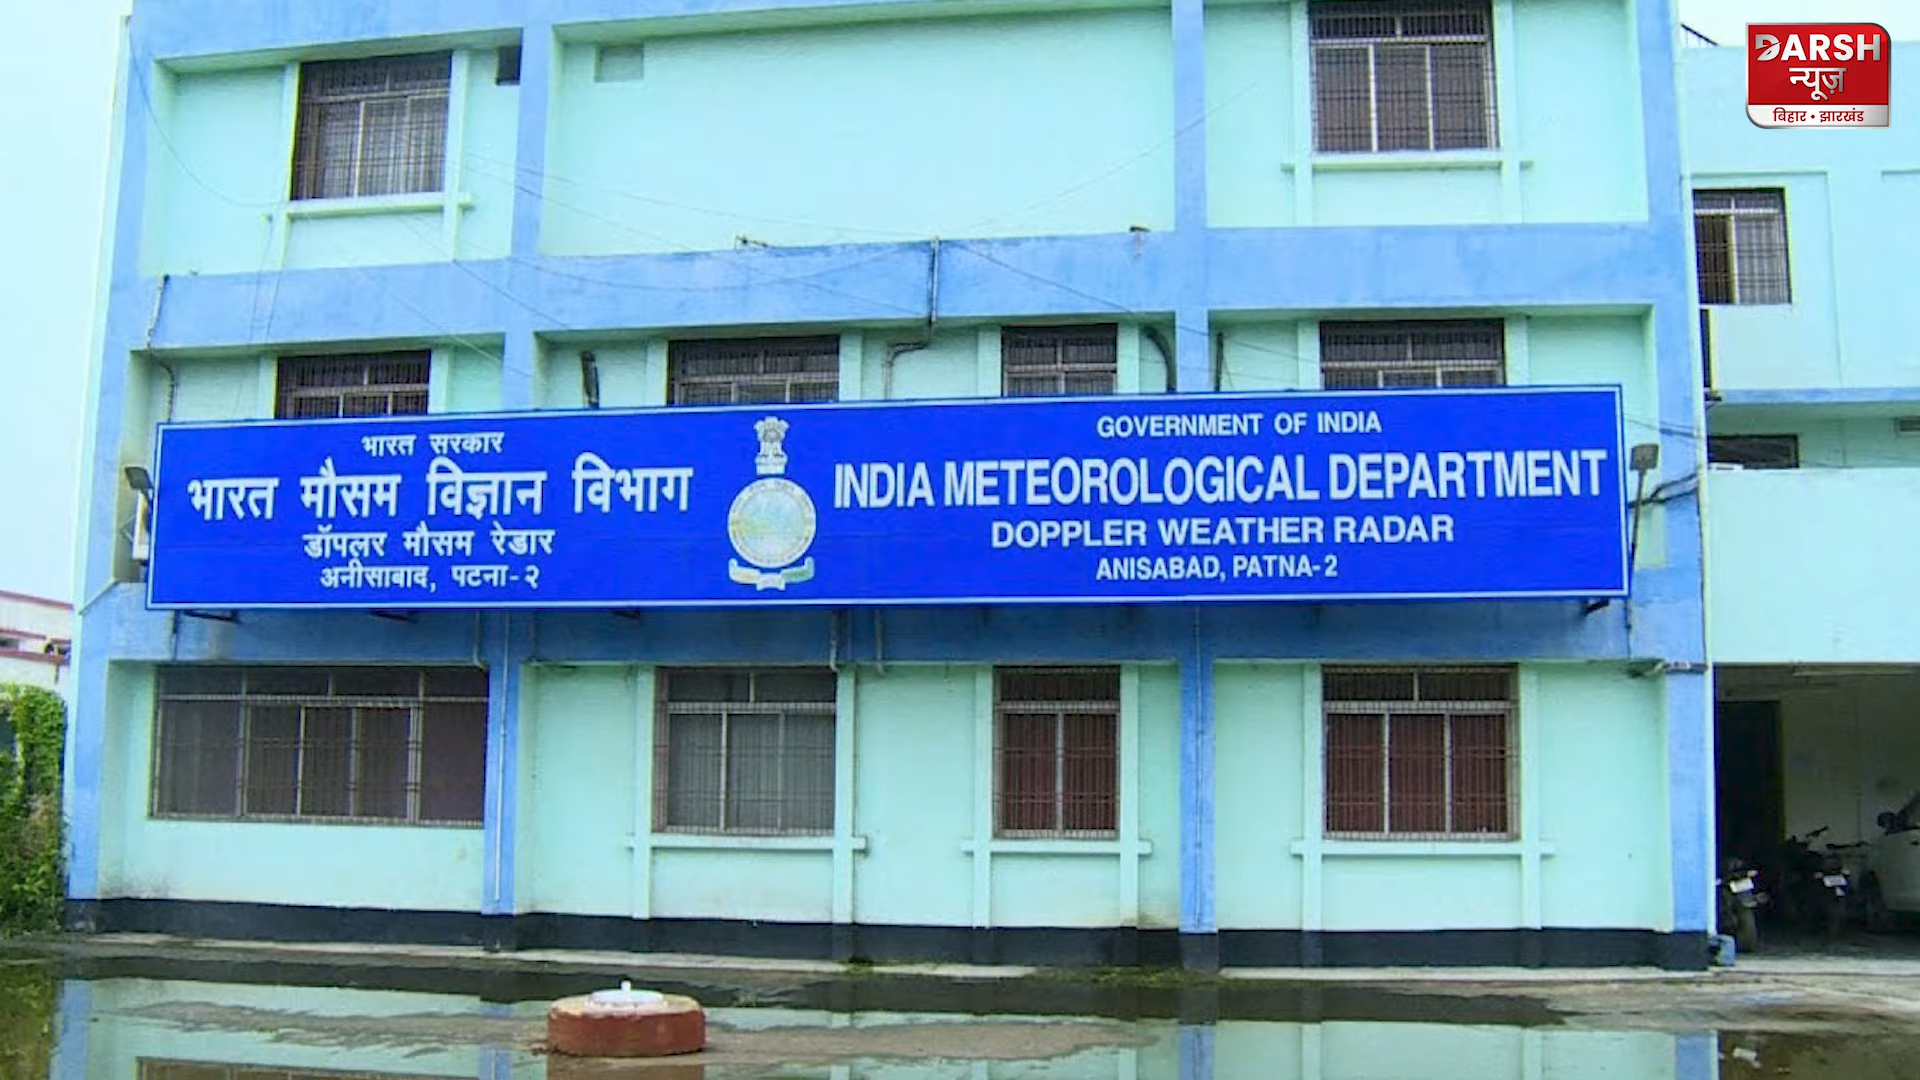 DARSH
न्यूज़
बिहार • झारखंड
भारत सरकार
भारत मौसम विज्ञान विभाग
डॉपलर मौसम रेडार
अनीसाबाद, पटना-२
GOVERNMENT OF INDIA
INDIA METEOROLOGICAL DEPARTMENT
DOPPLER WEATHER RADAR
ANISABAD, PATNA-2